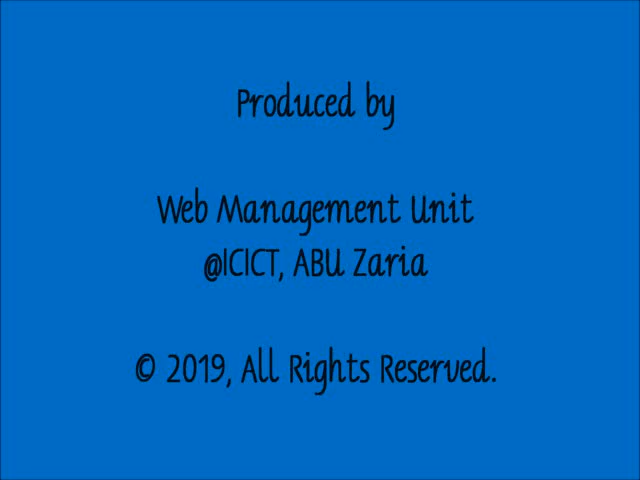 Produced by
Web Management Unit
@ICICT, ABU Zaria
© 2019, All Rights Reserved.